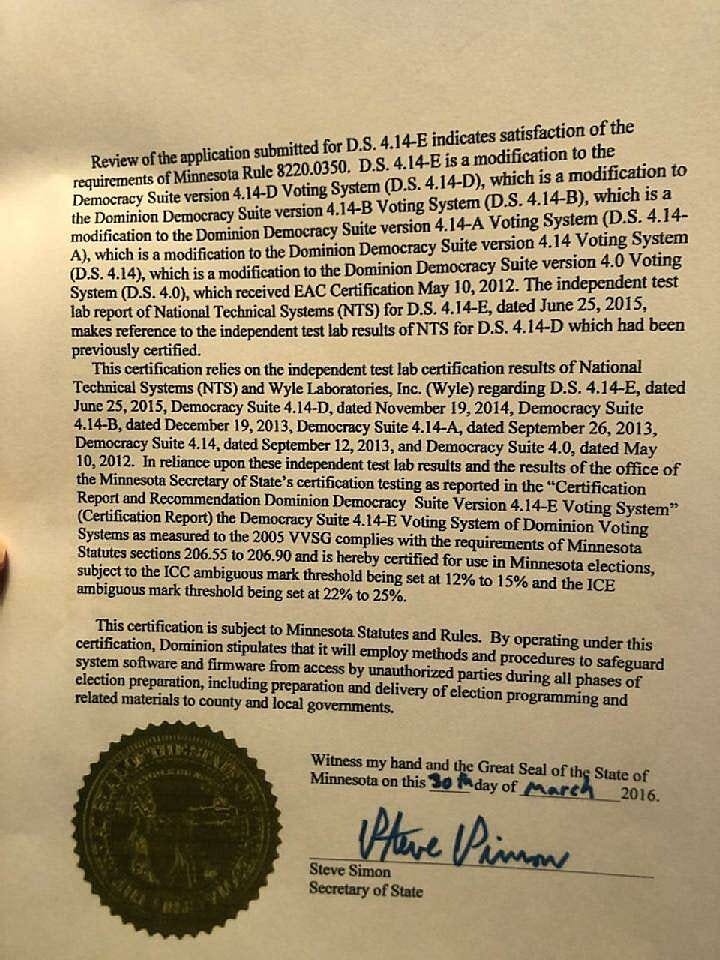 Review of the application submitted for D.S. 4.14-E indicates satisfaction of the
requirements of Minnesota Rule 8220.0350. D.S. 4.14-E is a modification to the
Democracy Suite version 4.14-D Voting System (D.S. 4.14-D), which is a modification to
the Dominion Democracy Suite version 4.14-B Voting System (D.S. 4.14-B), which is a
modification to the Dominion Democracy Suite version 4.14-A Voting System (D.S. 4.14-
A), which is a modification to the Dominion Democracy Suite version 4.14 Voting System
(D.S. 4.14), which is a modification to the Dominion Democracy Suite version 4.0 Voting
System (D.S. 4.0), which received EAC Certification May 10, 2012. The independent test
lab report of National Technical Systems (NTS) for D.S. 4.14-E, dated June 25, 2015,
makes reference to the independent test lab results of NTS for D.S. 4.14-D which had been
previously certified.
This certification relies on the independent test lab certification results of National
Technical Systems (NTS) and Wyle Laboratories, Inc. (Wyle) regarding D.S. 4.14-E, dated
June 25, 2015, Democracy Suite 4.14-D, dated November 19, 2014, Democracy Suite
4.14-B, dated December 19, 2013, Democracy Suite 4.14-A, dated September 26, 2013,
Democracy Suite 4.14, dated September 12, 2013, and Democracy Suite 4.0, dated May
10, 2012. In reliance upon these independent test lab results and the results of the office of
the Minnesota Secretary of State's certification testing as reported in the "Certification
Report and Recommendation Dominion Democracy Suite Version 4.14-E Voting System"
(Certification Report) the Democracy Suite 4.14-E Voting System of Dominion Voting
Systems as measured to the 2005 VVSG complies with the requirements of Minnesota
Statutes sections 206.55 to 206.90 and is hereby certified for use in Minnesota elections,
subject to the ICC ambiguous mark threshold being set at 12% to 15% and the ICE
ambiguous mark threshold being set at 22% to 25%.
This certification is subject to Minnesota Statutes and Rules. By operating under this
certification, Dominion stipulates that it will employ methods and procedures to safeguard
system software and firmware from access by unauthorized parties during all phases of
election preparation, including preparation and delivery of election programming and
related materials to county and local governments.
Witness my hand and the Great Seal of the State of
Minnesota on this 30th day of March 2016.
Steve Simon
Steve Simon
Secretary of State